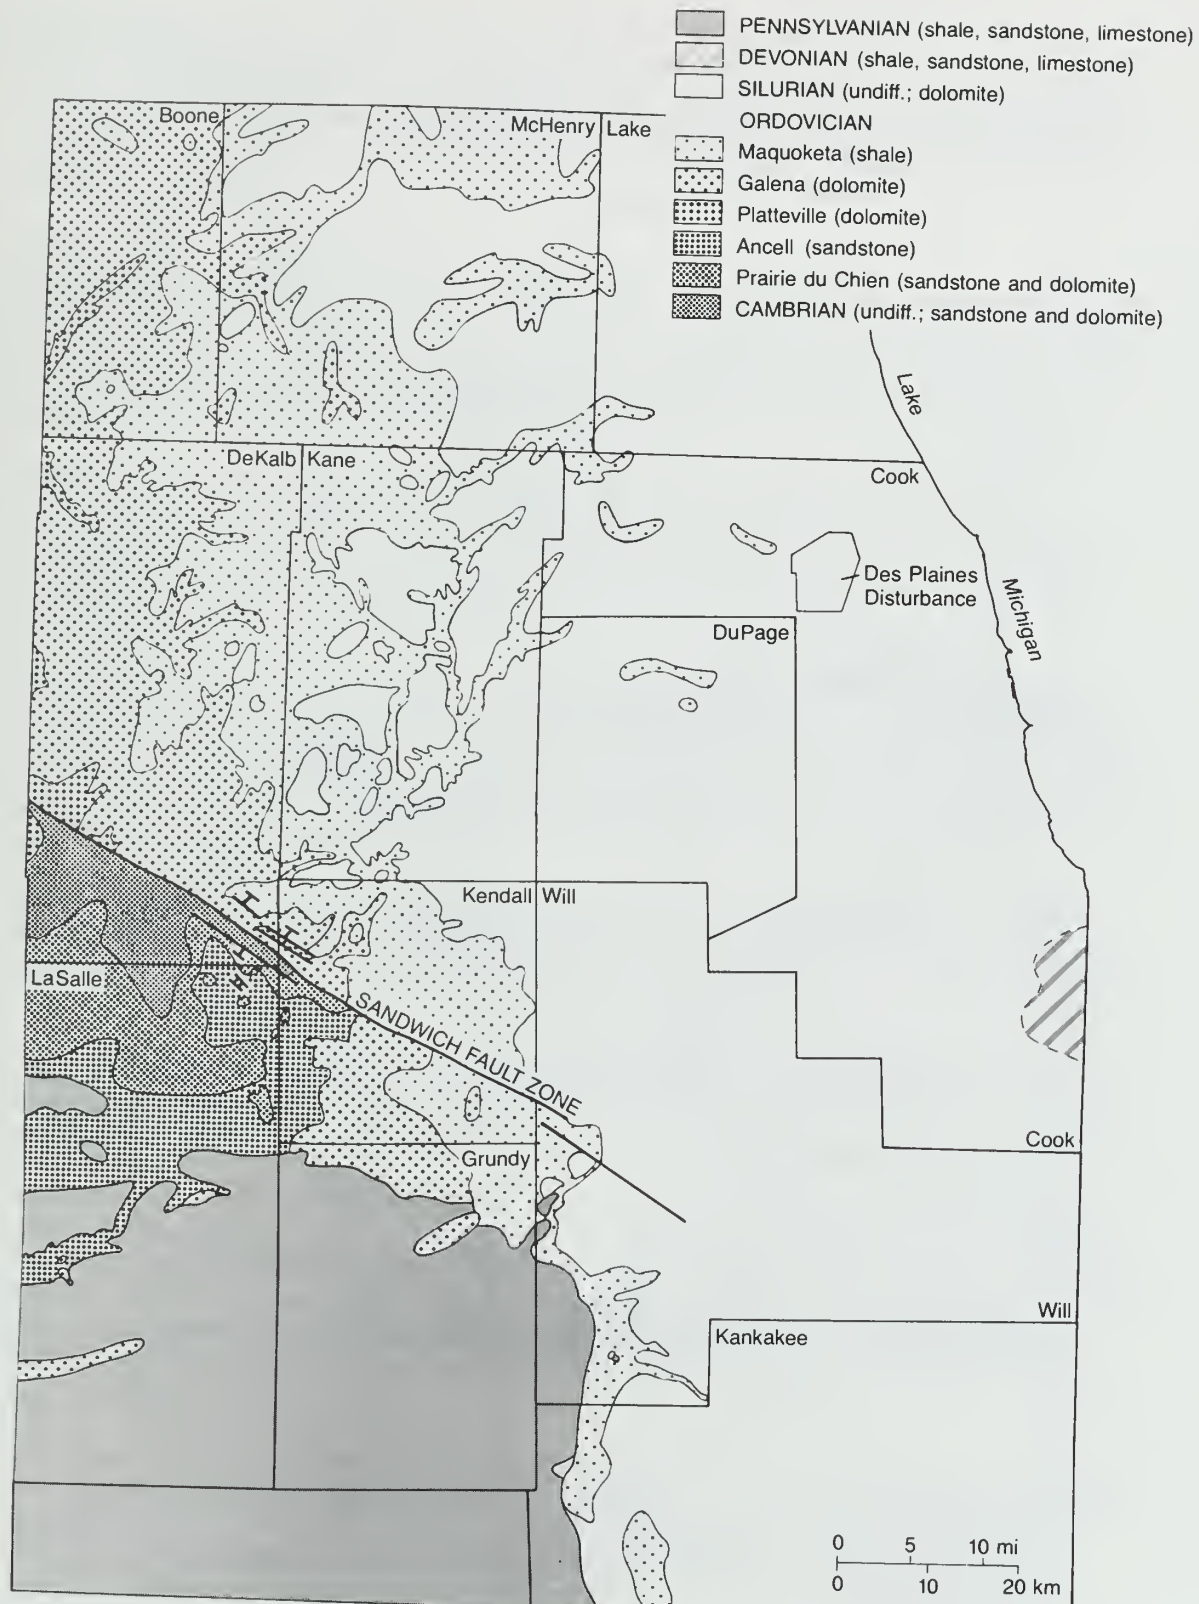 PENNSYLVANIAN (shale, sandstone, limestone)
DEVONIAN (shale, sandstone, limestone)
SILURIAN (undiff.; dolomite)
ORDOVICIAN
Maquoketa (shale)
Galena (dolomite)
Platteville (dolomite)
Ancell (sandstone)
Prairie du Chien (sandstone and dolomite)
CAMBRIAN (undiff.; sandstone and dolomite)
Boone
McHenry
Lake
Lake
DeKalb
Kane
Cook
Des Plaines
Disturbance
Michigan
DuPage
Kendall
Will
LaSalle
SANDWICH FAULT ZONE
Cook
Grundy
Will
Kankakee
0 5 10 mi
0 10 20 km